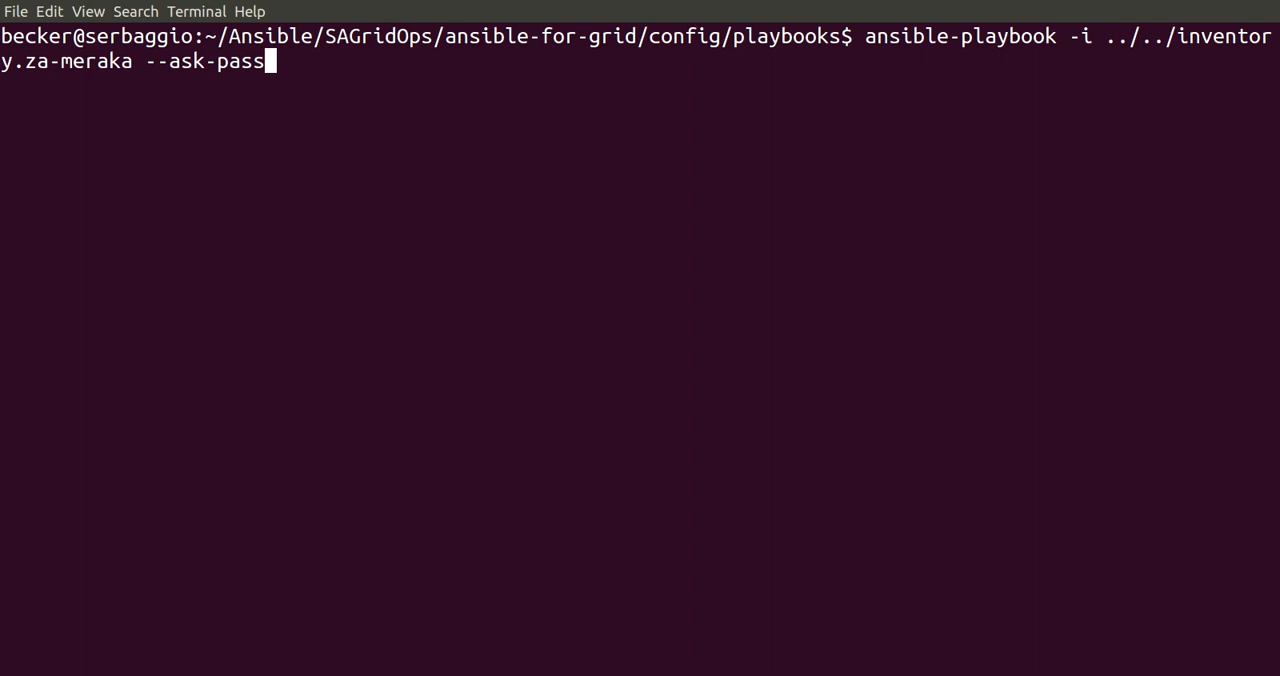 File Edit View Search Terminal Help
becker@serbaggio:~/Ansible/SAGridOps/ansible-for-grid/config/playbooks$ ansible-playbook -i ../../inventor
y.za-meraka --ask-pass